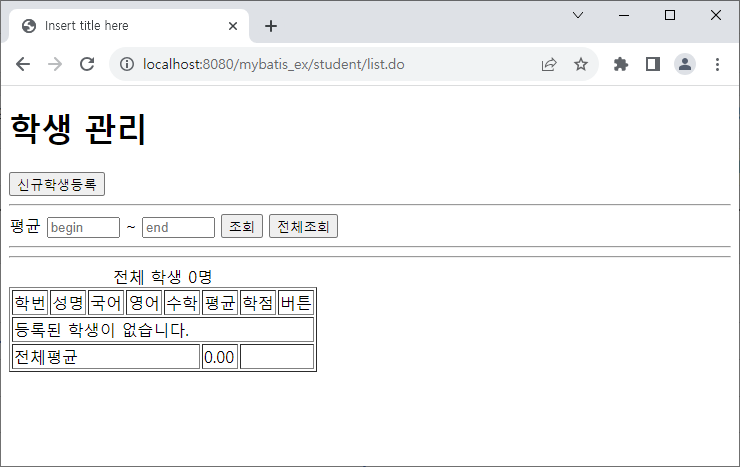 Insert title here
localhost:8080/mybatis_ex/student/list.do
학생 관리
신규학생등록
평균 begin ~ end 조회 전체조회
전체 학생 0명
학번 성명 국어 영어 수학 평균 학점 버튼
등록된 학생이 없습니다.
전체평균 0.00